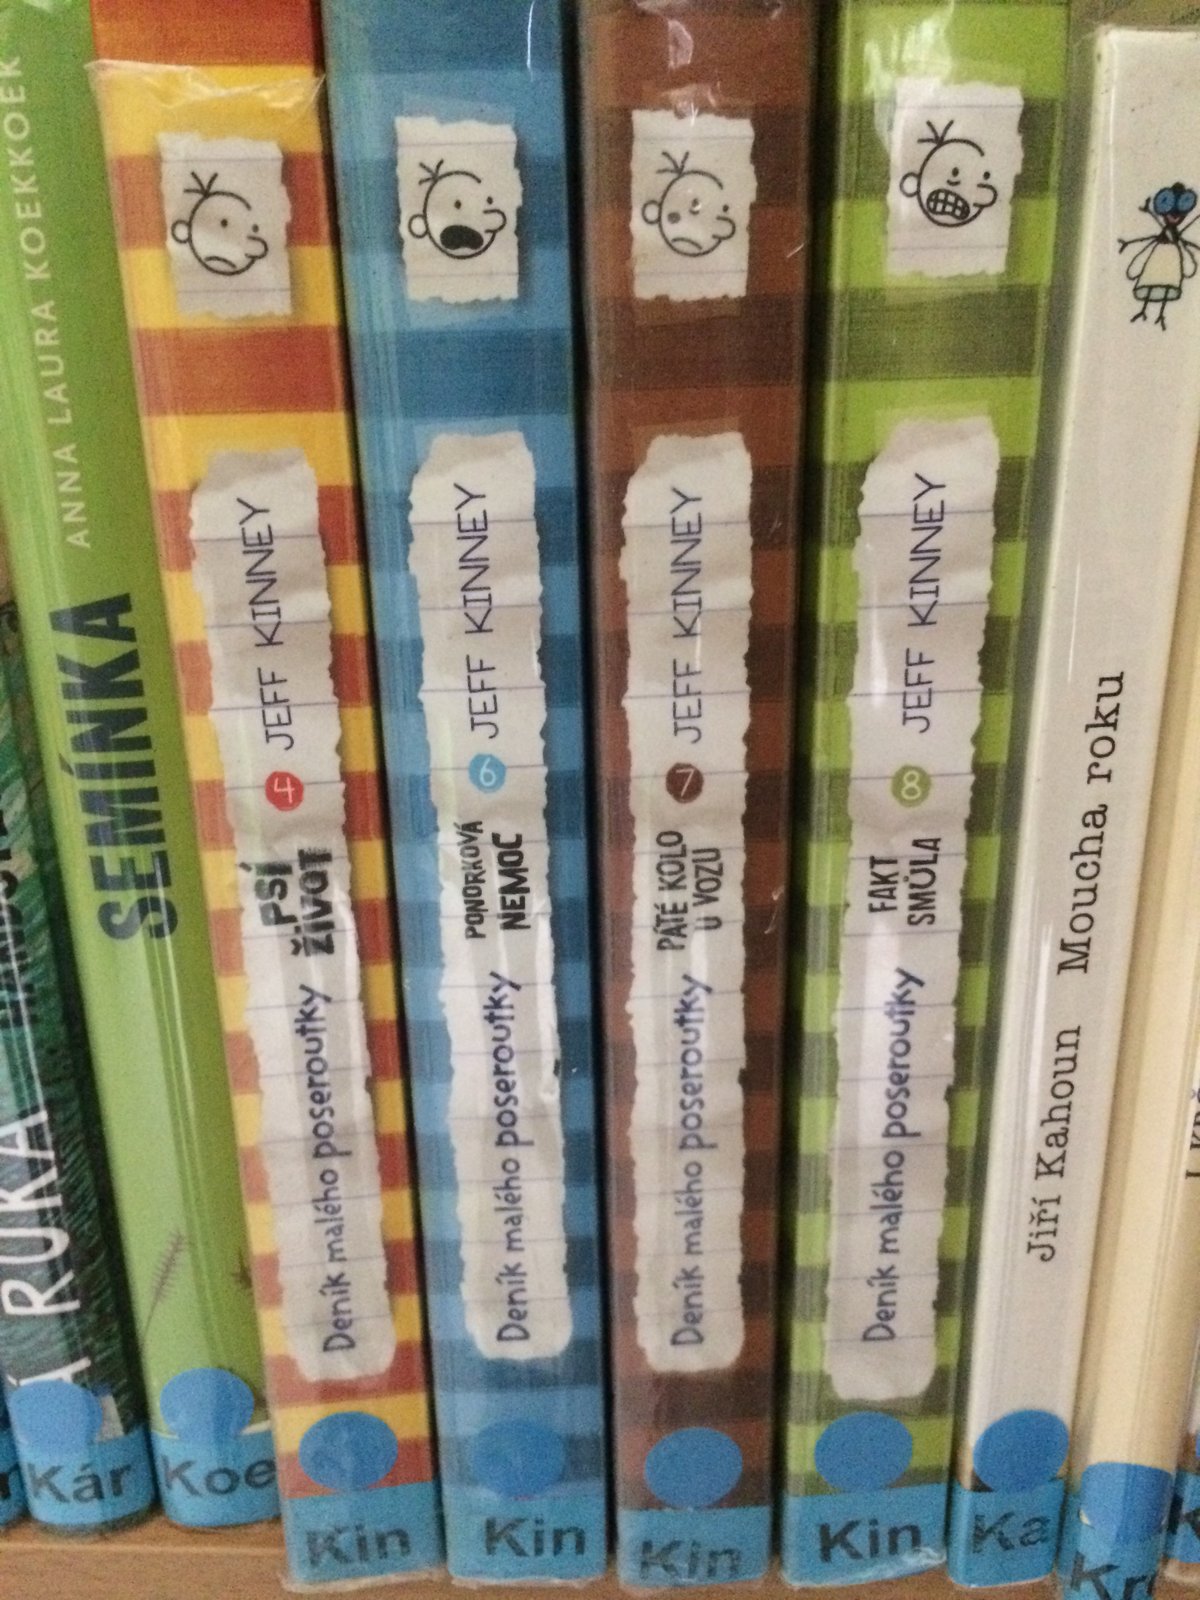 Á RUKA
Kár
ANNA LAURA KOEKKOEK
SEMÍNKA
Koe
Deník malého poseroutky
PSÍ
ŽIVOT
4
JEFF KINNEY
Kin
Deník malého poseroutky
PONORKOVÁ
NEMOC
6
JEFF KINNEY
Kin
Deník malého poseroutky
PÁTÉ KOLO
U VOZU
7
JEFF KINNEY
Kin
Deník malého poseroutky
FAKT
SMŮLA
8
JEFF KINNEY
Kin
Jiří Kahoun Moucha roku
Ka